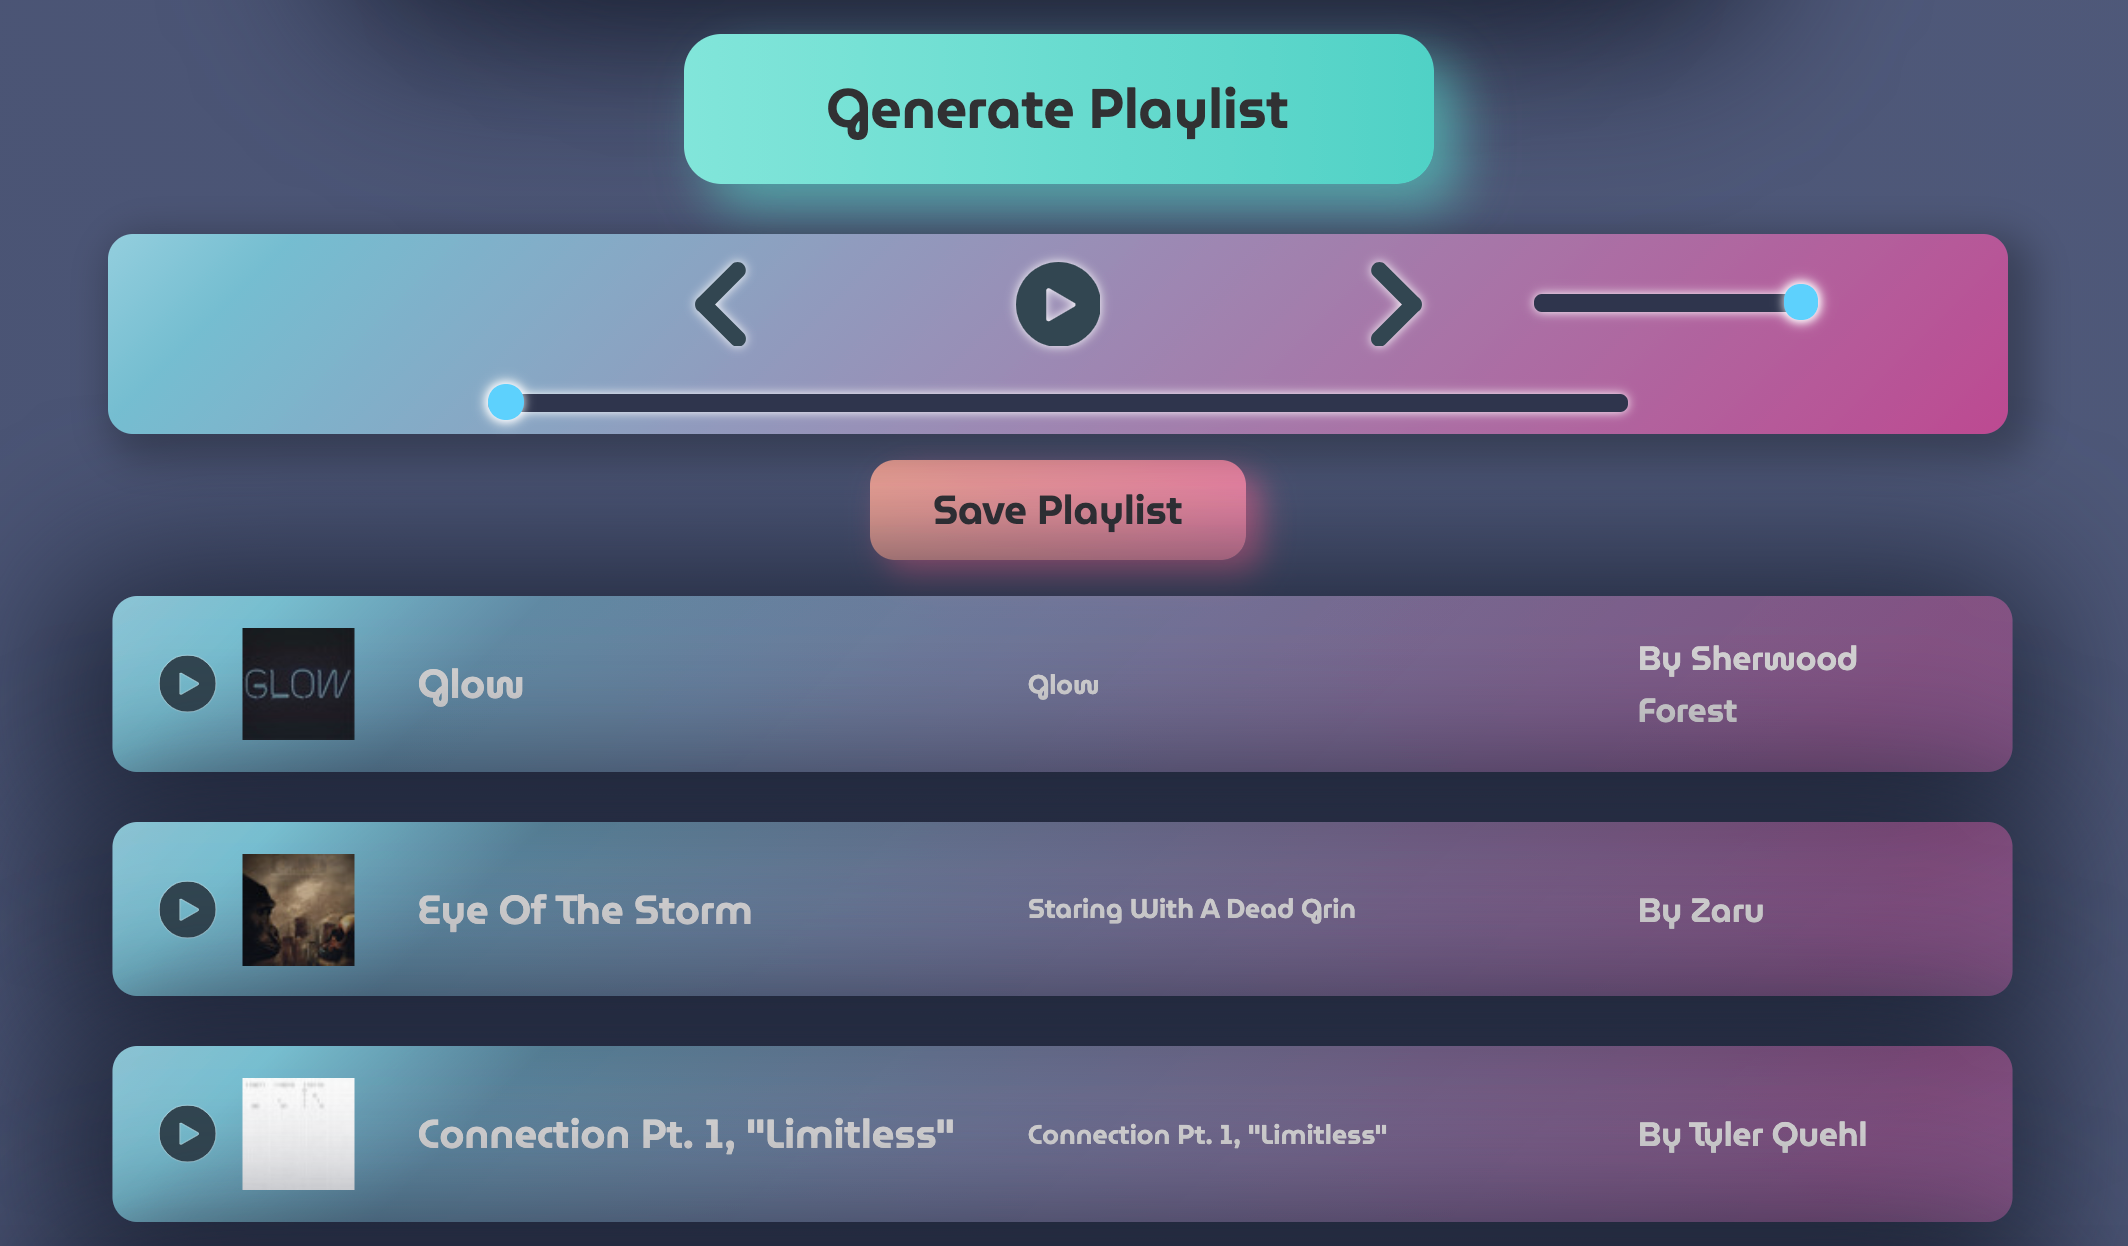 Generate Playlist
Save Playlist
GLOW
Glow
Glow
By Sherwood
Forest
Eye Of The Storm
Staring With A Dead Grin
By Zaru
Connection Pt. 1, "Limitless"
Connection Pt. 1, "Limitless"
By Tyler Quehl